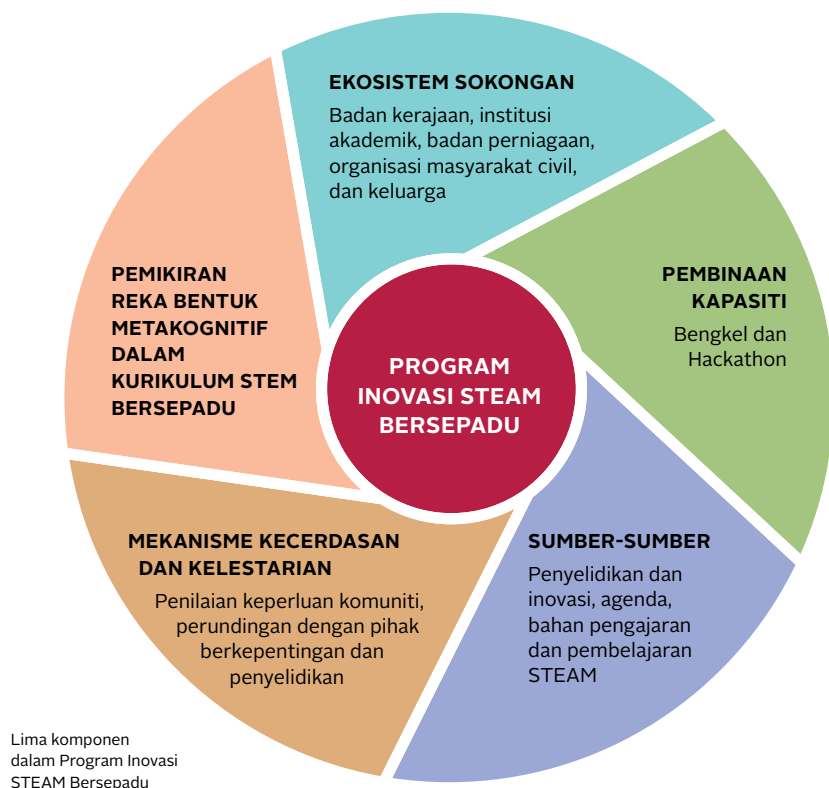 EKOSISTEM SOKONGAN
Badan kerajaan, institusi
akademik, badan perniagaan,
organisasi masyarakat civil,
dan keluarga
PEMBINAAN
KAPASITI
Bengkel dan
Hackathon
PEMIKIRAN
REKA BENTUK
METAKOGNITIF
DALAM
KURIKULUM STEM
BERSEPADU
PROGRAM
INOVASI STEAM
BERSEPADU
MEKANISME KECERDASAN
DAN KELESTARIAN
Penilaian keperluan komuniti,
perundingan dengan pihak
berkepentingan dan
penyelidikan
SUMBER-SUMBER
Penyelidikan dan
inovasi, agenda,
bahan pengajaran
dan pembelajaran
STEAM
Lima komponen
dalam Program Inovasi
STEAM Bersepadu